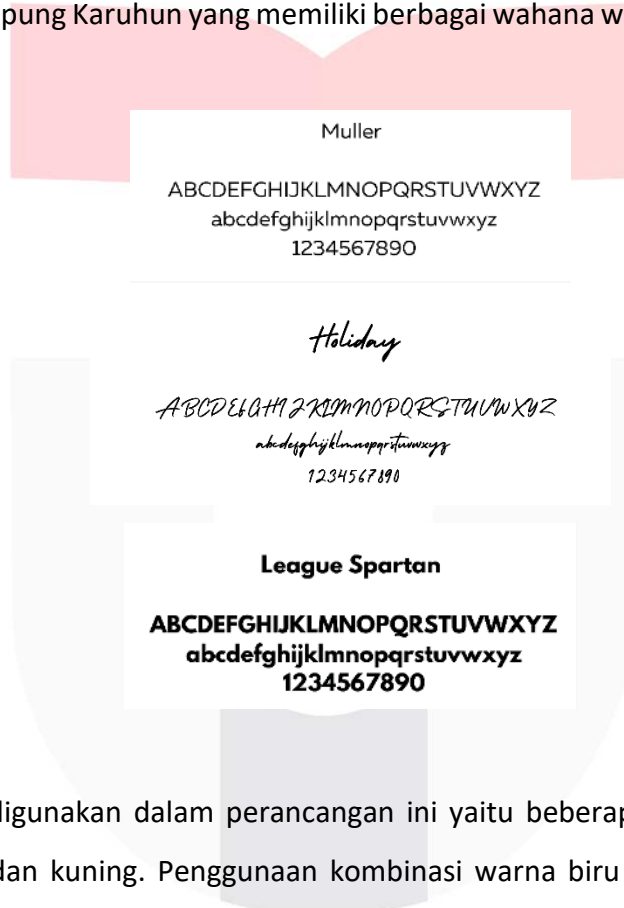 pung Karuhun yang memiliki berbagai wahana w
Muller
ABCDEFGHIJKLMNOPQRSTUVWXYZ
abcdefghijklmnopqrstuvwxyz
1234567890
Holiday
ABCDEFGHIJKLMNOPQRSTUVWXYZ
abcdefghijklmnopqrstuvwxyz
1234567890
League Spartan
ABCDEFGHIJKLMNOPQRSTUVWXYZ
abcdefghijklmnopqrstuvwxyz
1234567890
digunakan dalam perancangan ini yaitu beberap
dan kuning. Penggunaan kombinasi warna biru